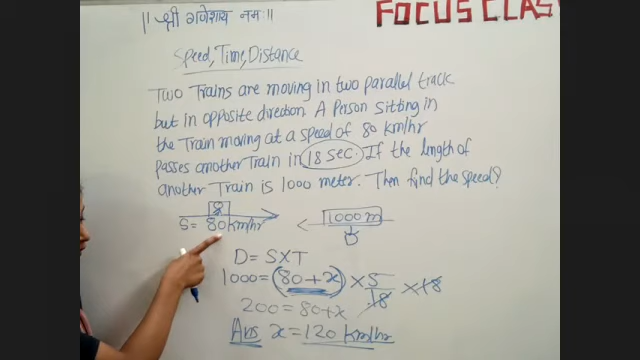 || श्री गणेशाय नमः ||
FOCUS CLAS
Speed, Time, Distance
Two Trains are moving in two parallel track
but in opposite direction. A Person sitting in
the Train moving at a speed of 80 km/hr
Passes another Train in 18 sec. If the length of
another Train is 1000 meter. Then find the speed?
S= 80km/hr
1000m
D
D = S×T
1000 = (80+x) × 5/18 × 18
200 = 80+x
Ans x = 120 km/hr